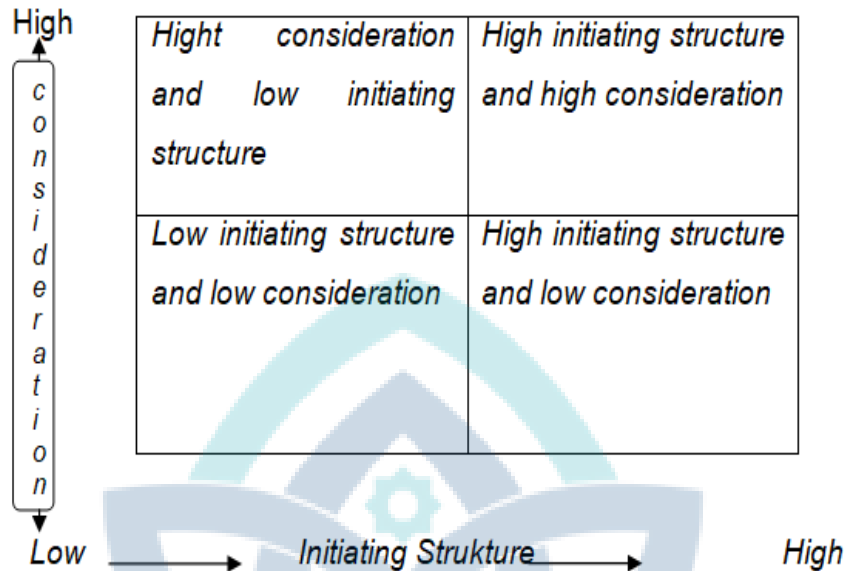 High
consideration
Hight consideration
and low initiating
structure
High initiating structure
and high consideration
Low initiating structure
and low consideration
High initiating structure
and low consideration
Low Initiating Strukture High